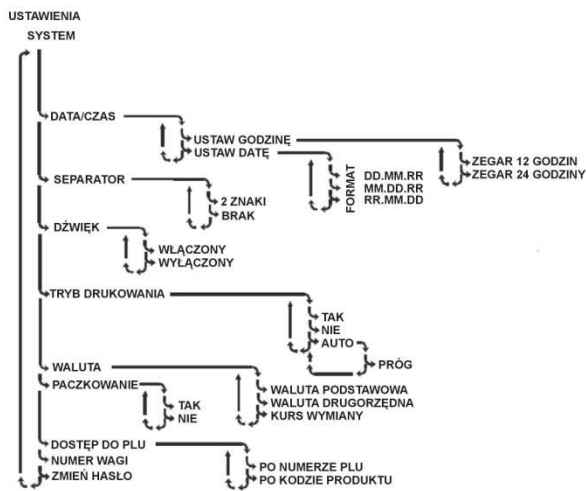 USTAWIENIA
SYSTEM
DATA/CZAS
USTAW GODZINĘ
USTAW DATĘ
ZEGAR 12 GODZIN
ZEGAR 24 GODZINY
FORMAT
DD.MM.RR
MM.DD.RR
RR.MM.DD
SEPARATOR
2 ZNAKI
BRAK
DŹWIĘK
WŁĄCZONY
WYŁĄCZONY
TRYB DRUKOWANIA
TAK
NIE
AUTO
PRÓG
WALUTA
WALUTA PODSTAWOWA
WALUTA DRUGORZĘDNA
KURS WYMIANY
PACZKOWANIE
TAK
NIE
DOSTĘP DO PLU
PO NUMERZE PLU
PO KODZIE PRODUKTU
NUMER WAGI
ZMIEŃ HASŁO